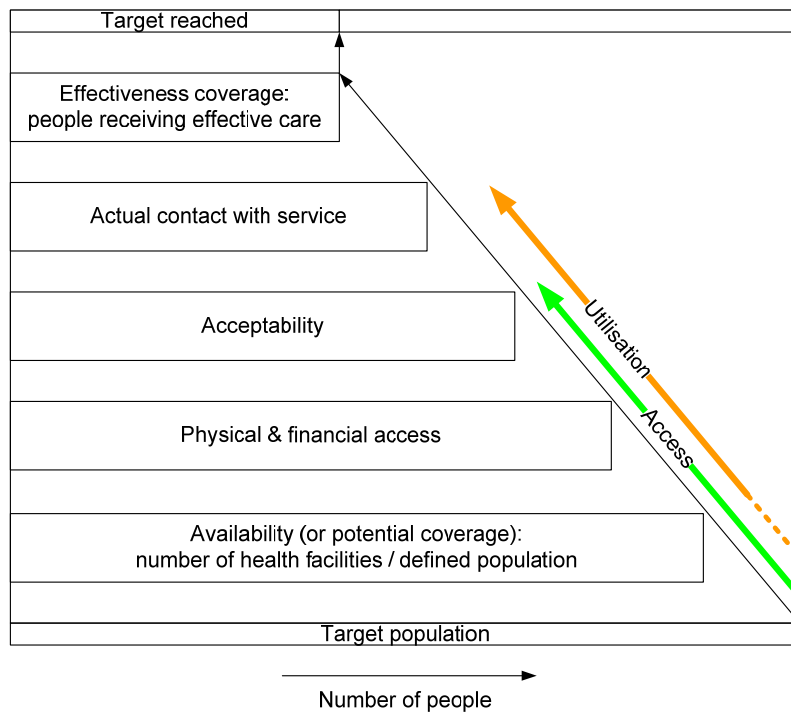 Target reached
Effectiveness coverage:
people receiving effective care
Actual contact with service
Acceptability
Physical & financial access
Availability (or potential coverage):
number of health facilities / defined population
Utilisation
Access
Target population
Number of people